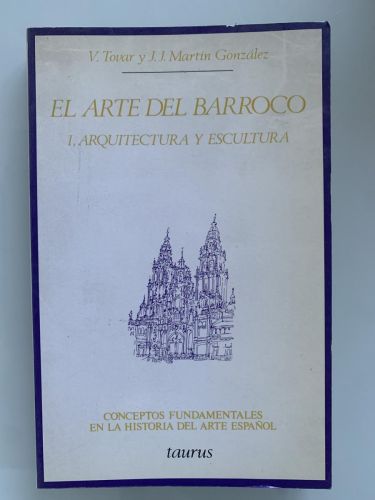 V. Tovar y J. J. Martín González
EL ARTE DEL BARROCO
I. ARQUITECTURA Y ESCULTURA
CONCEPTOS FUNDAMENTALES
EN LA HISTORIA DEL ARTE ESPAÑOL
taurus